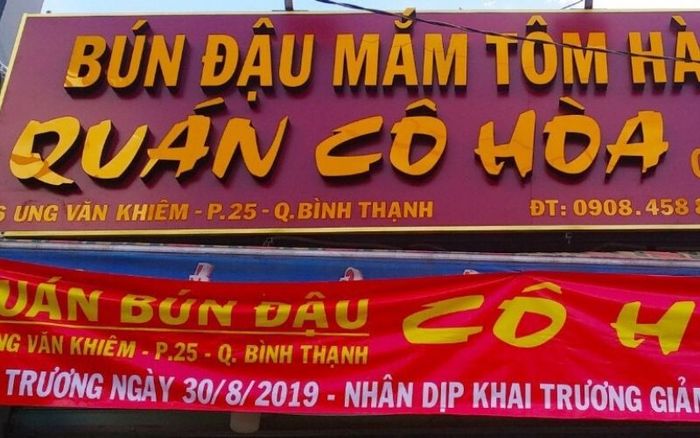 BÚN ĐẬU MẮM TÔM HÀ
QUÁN CÔ HÒA
UNG VĂN KHIÊM - P.25 - Q.BÌNH THẠNH ĐT: 0908.458
UÁN BÚN ĐẬU CÔ H
NG VĂN KHIÊM - P.25 - Q. BÌNH THẠNH
TRƯƠNG NGÀY 30/8/2019 - NHÂN DỊP KHAI TRƯƠNG GIẢM